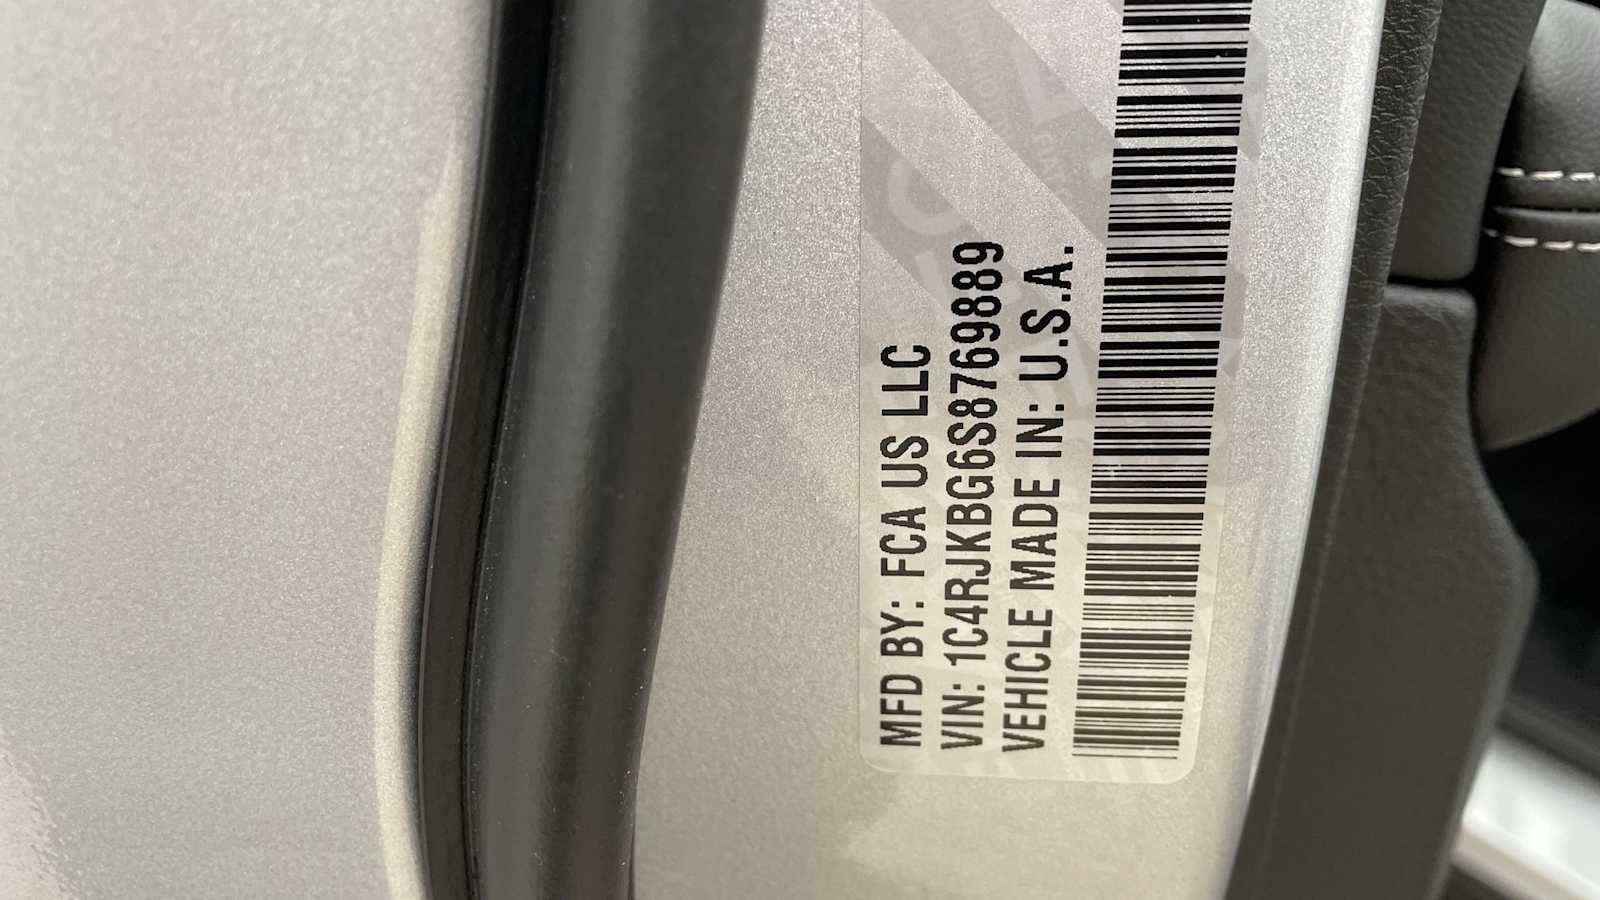 MFD BY: FCA US LLC
VIN: 1C4RJKBG6S8769889
VEHICLE MADE IN: U.S.A.